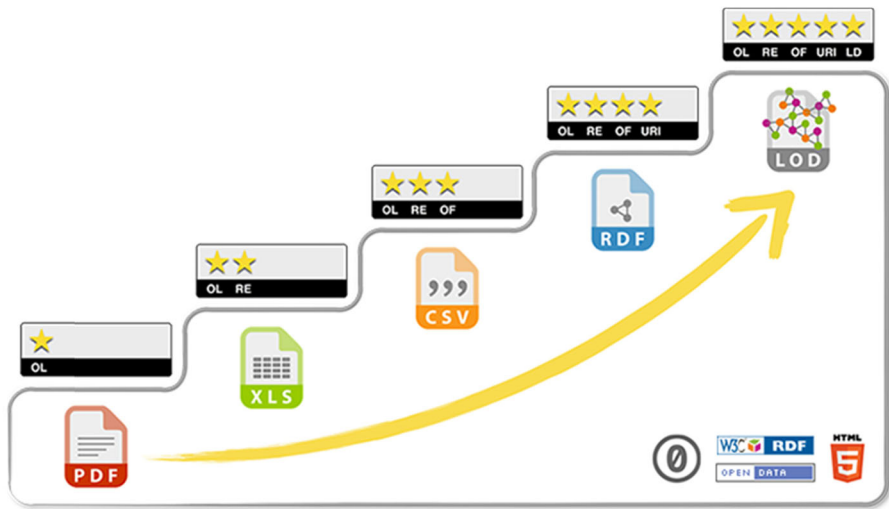 OL RE OF URI LD
OL RE OF URI
LOD
OL RE OF
RDF
OL RE
,,,
CSV
OL
XLS
PDF
0
W3C RDF
OPEN DATA
HTML
5